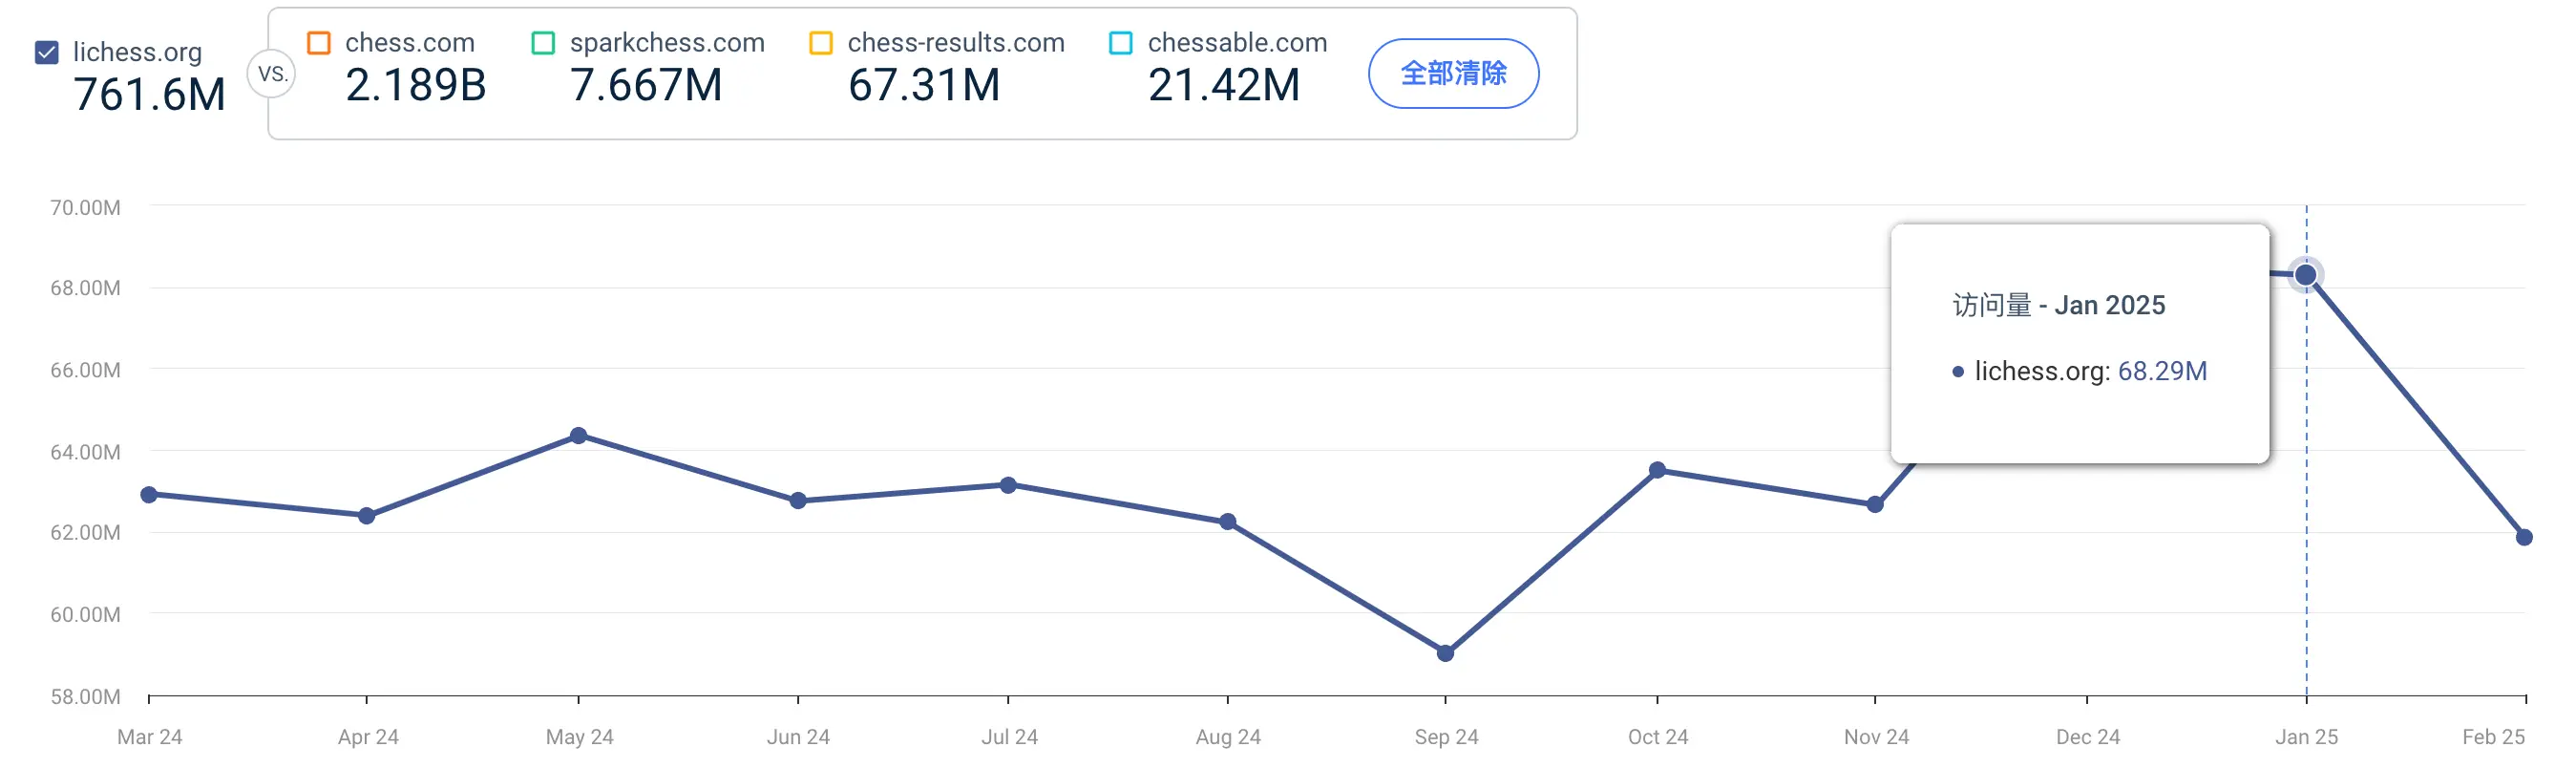 lichess.org
761.6M
VS.
chess.com
2.189B
sparkchess.com
7.667M
chess-results.com
67.31M
chessable.com
21.42M
全部清除
70.00M
68.00M
66.00M
64.00M
62.00M
60.00M
58.00M
访问量 - Jan 2025
lichess.org: 68.29M
Mar 24 Apr 24 May 24 Jun 24 Jul 24 Aug 24 Sep 24 Oct 24 Nov 24 Dec 24 Jan 25 Feb 25